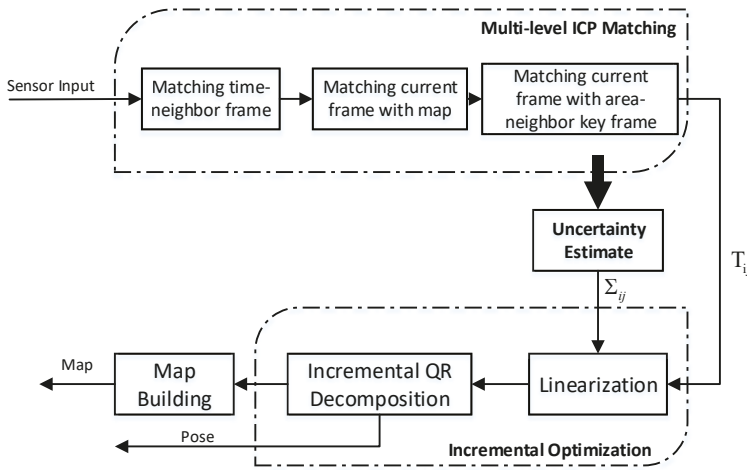 Multi-level ICP Matching
Sensor Input
Matching time-
neighbor frame
Matching current
frame with map
Matching current
frame with area-
neighbor key frame
Uncertainty
Estimate
T_ij
Σ_ij
Map
Map
Building
Incremental QR
Decomposition
Linearization
Pose
Incremental Optimization